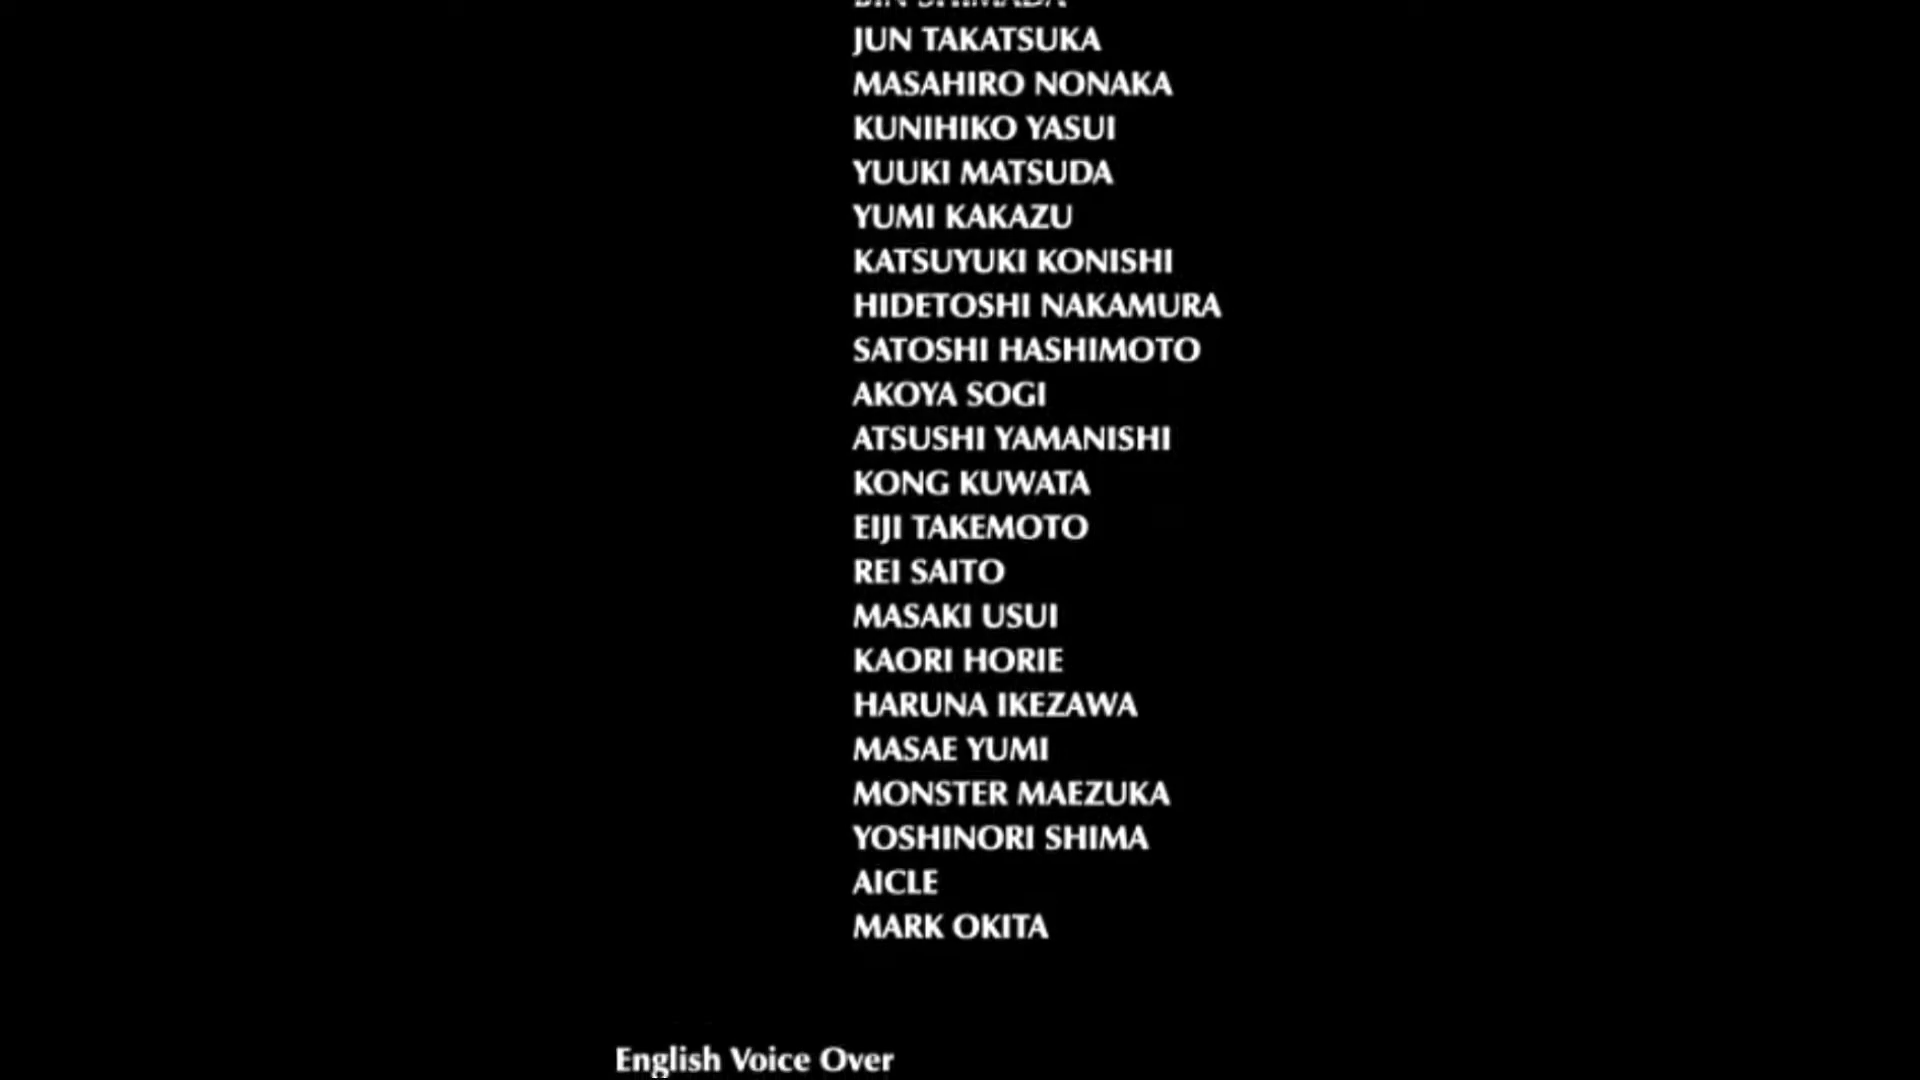 BIN SHIMADA
JUN TAKATSUKA
MASAHIRO NONAKA
KUNIHIKO YASUI
YUUKI MATSUDA
YUMI KAKAZU
KATSUYUKI KONISHI
HIDETOSHI NAKAMURA
SATOSHI HASHIMOTO
AKOYA SOGI
ATSUSHI YAMANISHI
KONG KUWATA
EIJI TAKEMOTO
REI SAITO
MASAKI USUI
KAORI HORIE
HARUNA IKEZAWA
MASAE YUMI
MONSTER MAEZUKA
YOSHINORI SHIMA
AICLE
MARK OKITA
English Voice Over